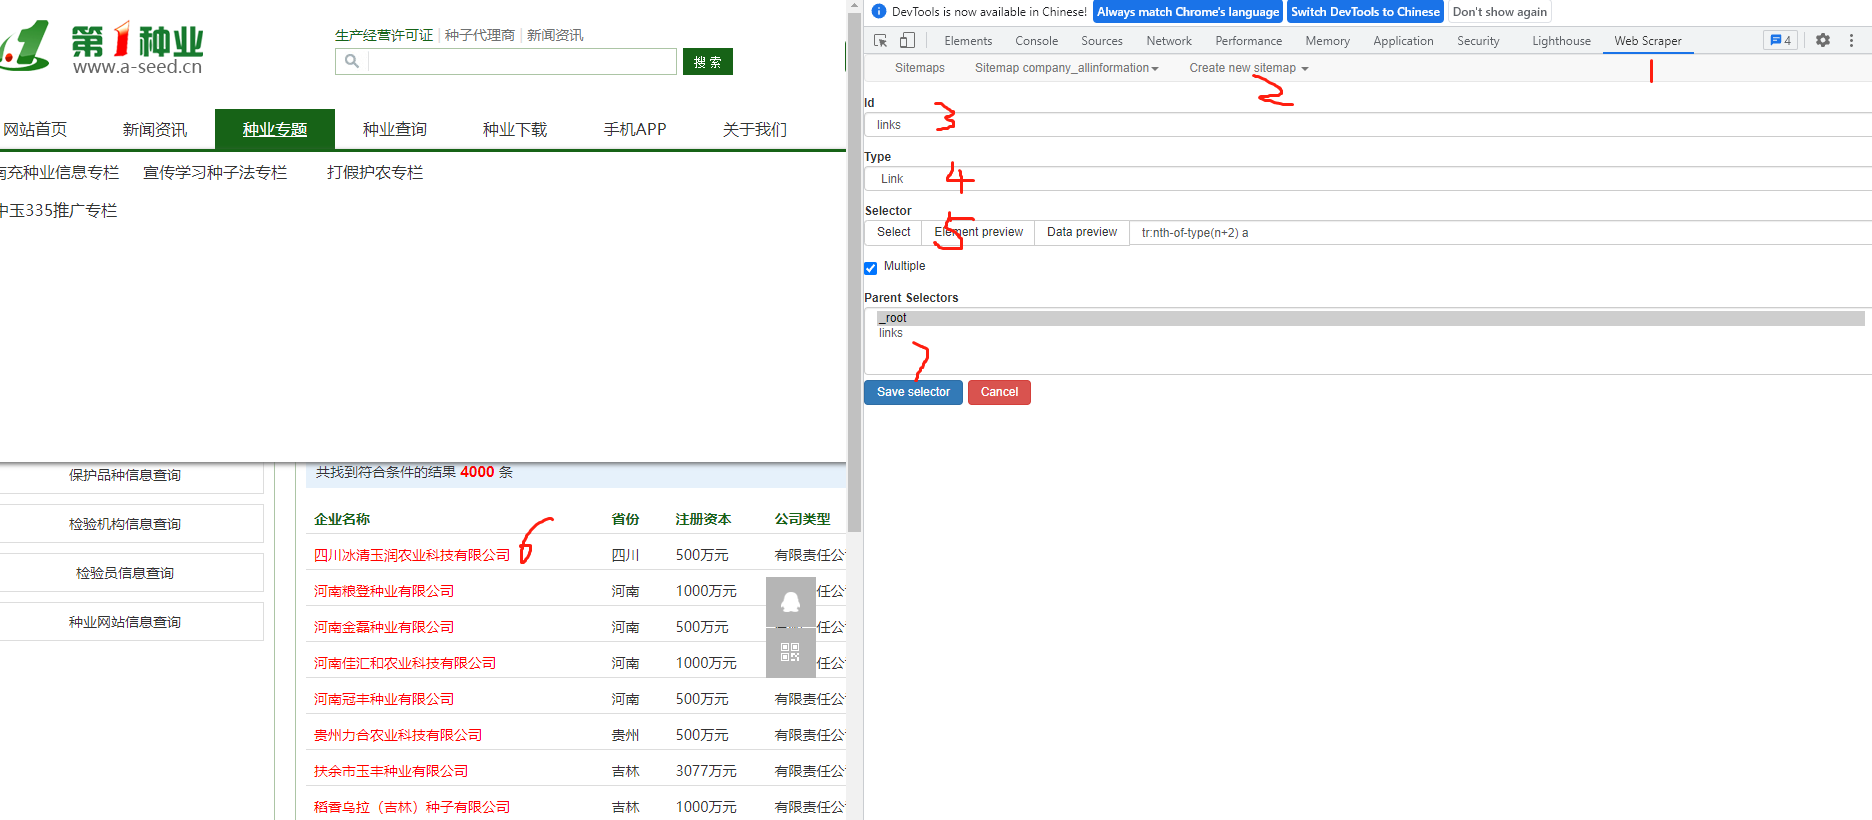 第1种业
www.a-seed.cn
生产经营许可证 | 种子代理商 | 新闻资讯
搜 索
网站首页 新闻资讯 种业专题 种业查询 种业下载 手机APP 关于我们
南充种业信息专栏 宣传学习种子法专栏 打假护农专栏
中玉335推广专栏
保护品种信息查询
检验机构信息查询
检验员信息查询
种业网站信息查询
共找到符合条件的结果 4000 条
企业名称 省份 注册资本 公司类型
四川冰清玉润农业科技有限公司 四川 500万元 有限责任公
6
河南粮登种业有限公司 河南 1000万元 任公
河南金磊种业有限公司 河南 500万元 任公
河南佳汇和农业科技有限公司 河南 1000万元 任公
河南冠丰种业有限公司 河南 500万元 有限责任公
贵州力合农业科技有限公司 贵州 500万元 有限责任公
扶余市玉丰种业有限公司 吉林 3077万元 有限责任公
稻香乌拉（吉林）种子有限公司 吉林 1000万元 有限责任公
DevTools is now available in Chinese! Always match Chrome's language Switch DevTools to Chinese Don't show again
Elements Console Sources Network Performance Memory Application Security Lighthouse Web Scraper 4
1
Sitemaps Sitemap company_allinformation Create new sitemap
2
Id
links
3
Type
Link
4
Selector
Select Element preview Data preview tr:nth-of-type(n+2) a
5
Multiple
Parent Selectors
_root
links
7
Save selector Cancel